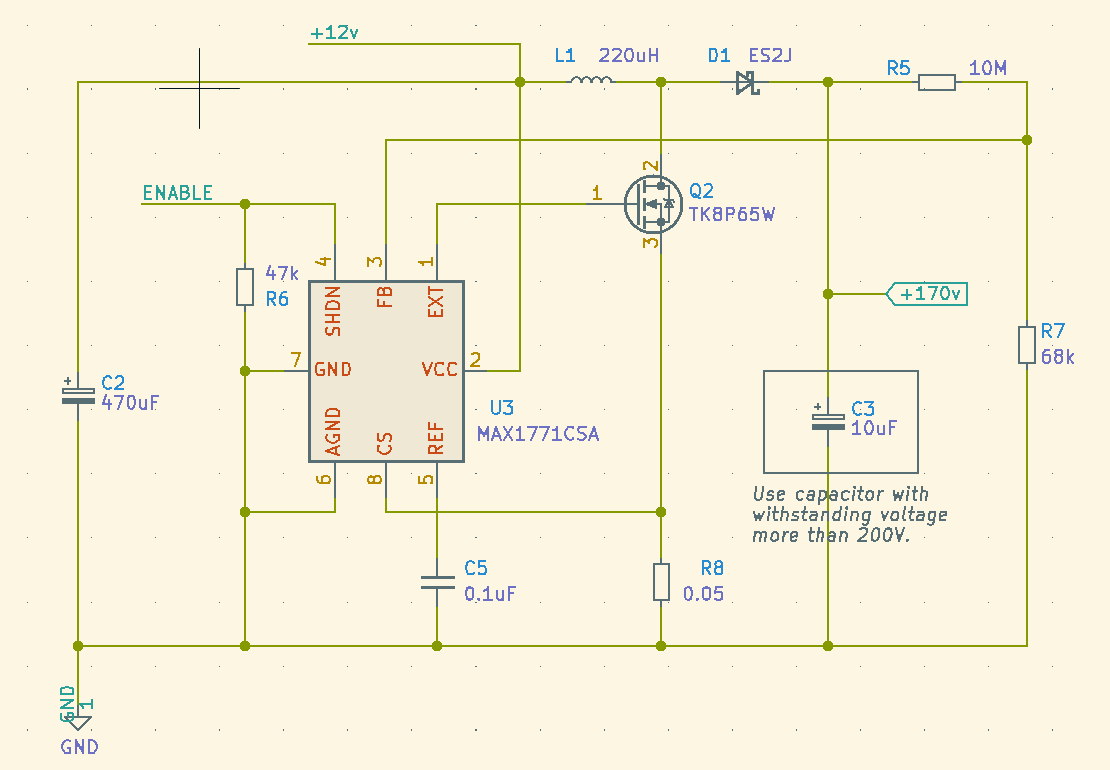 +12v
L1 220uH
D1 ES2J
R5 10M
ENABLE
2
1
Q2
TK8P65W
3
47k
R6
4
3
1
SHDN
FB
EXT
+170v
7
GND
VCC
2
R7
68k
+
C2
470uF
U3
MAX1771CSA
+
C3
10uF
AGND
CS
REF
6
8
5
Use capacitor with
withstanding voltage
more than 200V.
C5
0.1uF
R8
0.05
GND
1
GND